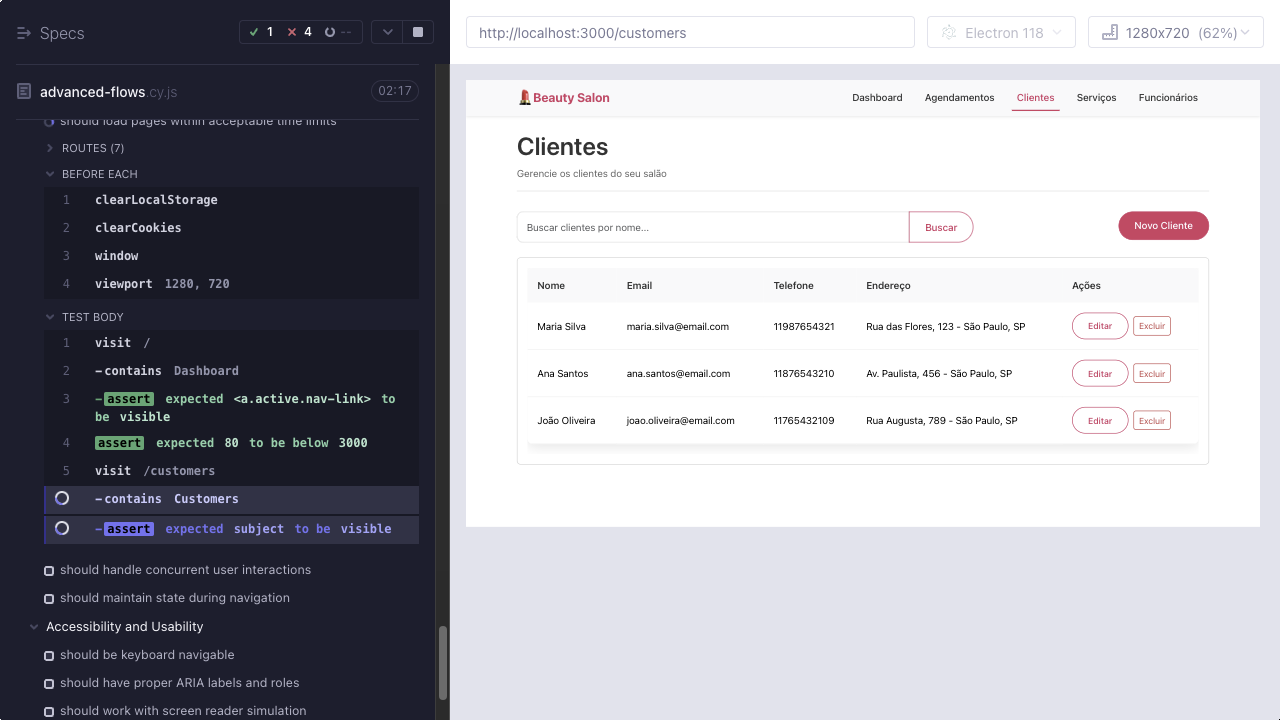 Specs
1
4
--
advanced-flows.cy.js
02:17
should load pages within acceptable time limits
ROUTES (7)
BEFORE EACH
1 clearLocalStorage
2 clearCookies
3 window
4 viewport 1280, 720
TEST BODY
1 visit /
2 -contains Dashboard
3 -assert expected <a.active.nav-link> to
be visible
4 assert expected 80 to be below 3000
5 visit /customers
-contains Customers
-assert expected subject to be visible
should handle concurrent user interactions
should maintain state during navigation
Accessibility and Usability
should be keyboard navigable
should have proper ARIA labels and roles
should work with screen reader simulation
http://localhost:3000/customers
Electron 118
1280x720 (62%)
Beauty Salon
Dashboard
Agendamentos
Clientes
Serviços
Funcionários
Clientes
Gerencie os clientes do seu salão
Buscar clientes por nome...
Buscar
Novo Cliente
Nome Email Telefone Endereço Ações
Maria Silva maria.silva@email.com 11987654321 Rua das Flores, 123 - São Paulo, SP Editar Excluir
Ana Santos ana.santos@email.com 11876543210 Av. Paulista, 456 - São Paulo, SP Editar Excluir
João Oliveira joao.oliveira@email.com 11765432109 Rua Augusta, 789 - São Paulo, SP Editar Excluir